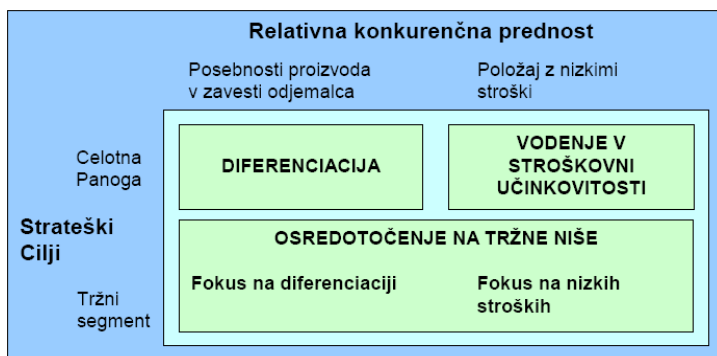 Relativna konkurenčna prednost
Posebnosti proizvoda
v zavesti odjemalca
Položaj z nizkimi
stroški
Celotna
Panoga
DIFERENCIACIJA
VODENJE V
STROŠKOVNI
UČINKOVITOSTI
Strateški
Cilji
OSREDOTOČENJE NA TRŽNE NIŠE
Fokus na diferenciaciji
Fokus na nizkih
stroških
Tržni
segment